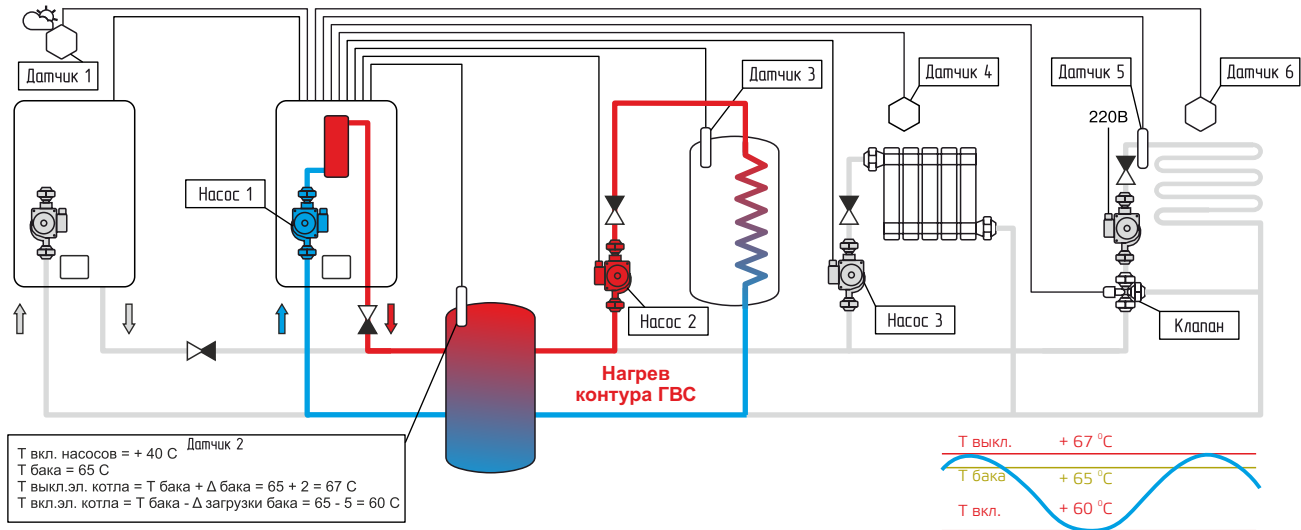 Датчик 1
Датчик 3
Датчик 4
Датчик 5
Датчик 6
220В
Насос 1
Насос 2
Насос 3
Клапан
Нагрев
контура ГВС
Датчик 2
Т вкл. насосов = + 40 С
Т бака = 65 С
Т выкл.эл. котла = Т бака + Δ бака = 65 + 2 = 67 С
Т вкл.эл. котла = Т бака - Δ загрузки бака = 65 - 5 = 60 С
Т выкл. + 67 °С
Т бака + 65 °С
Т вкл. + 60 °С